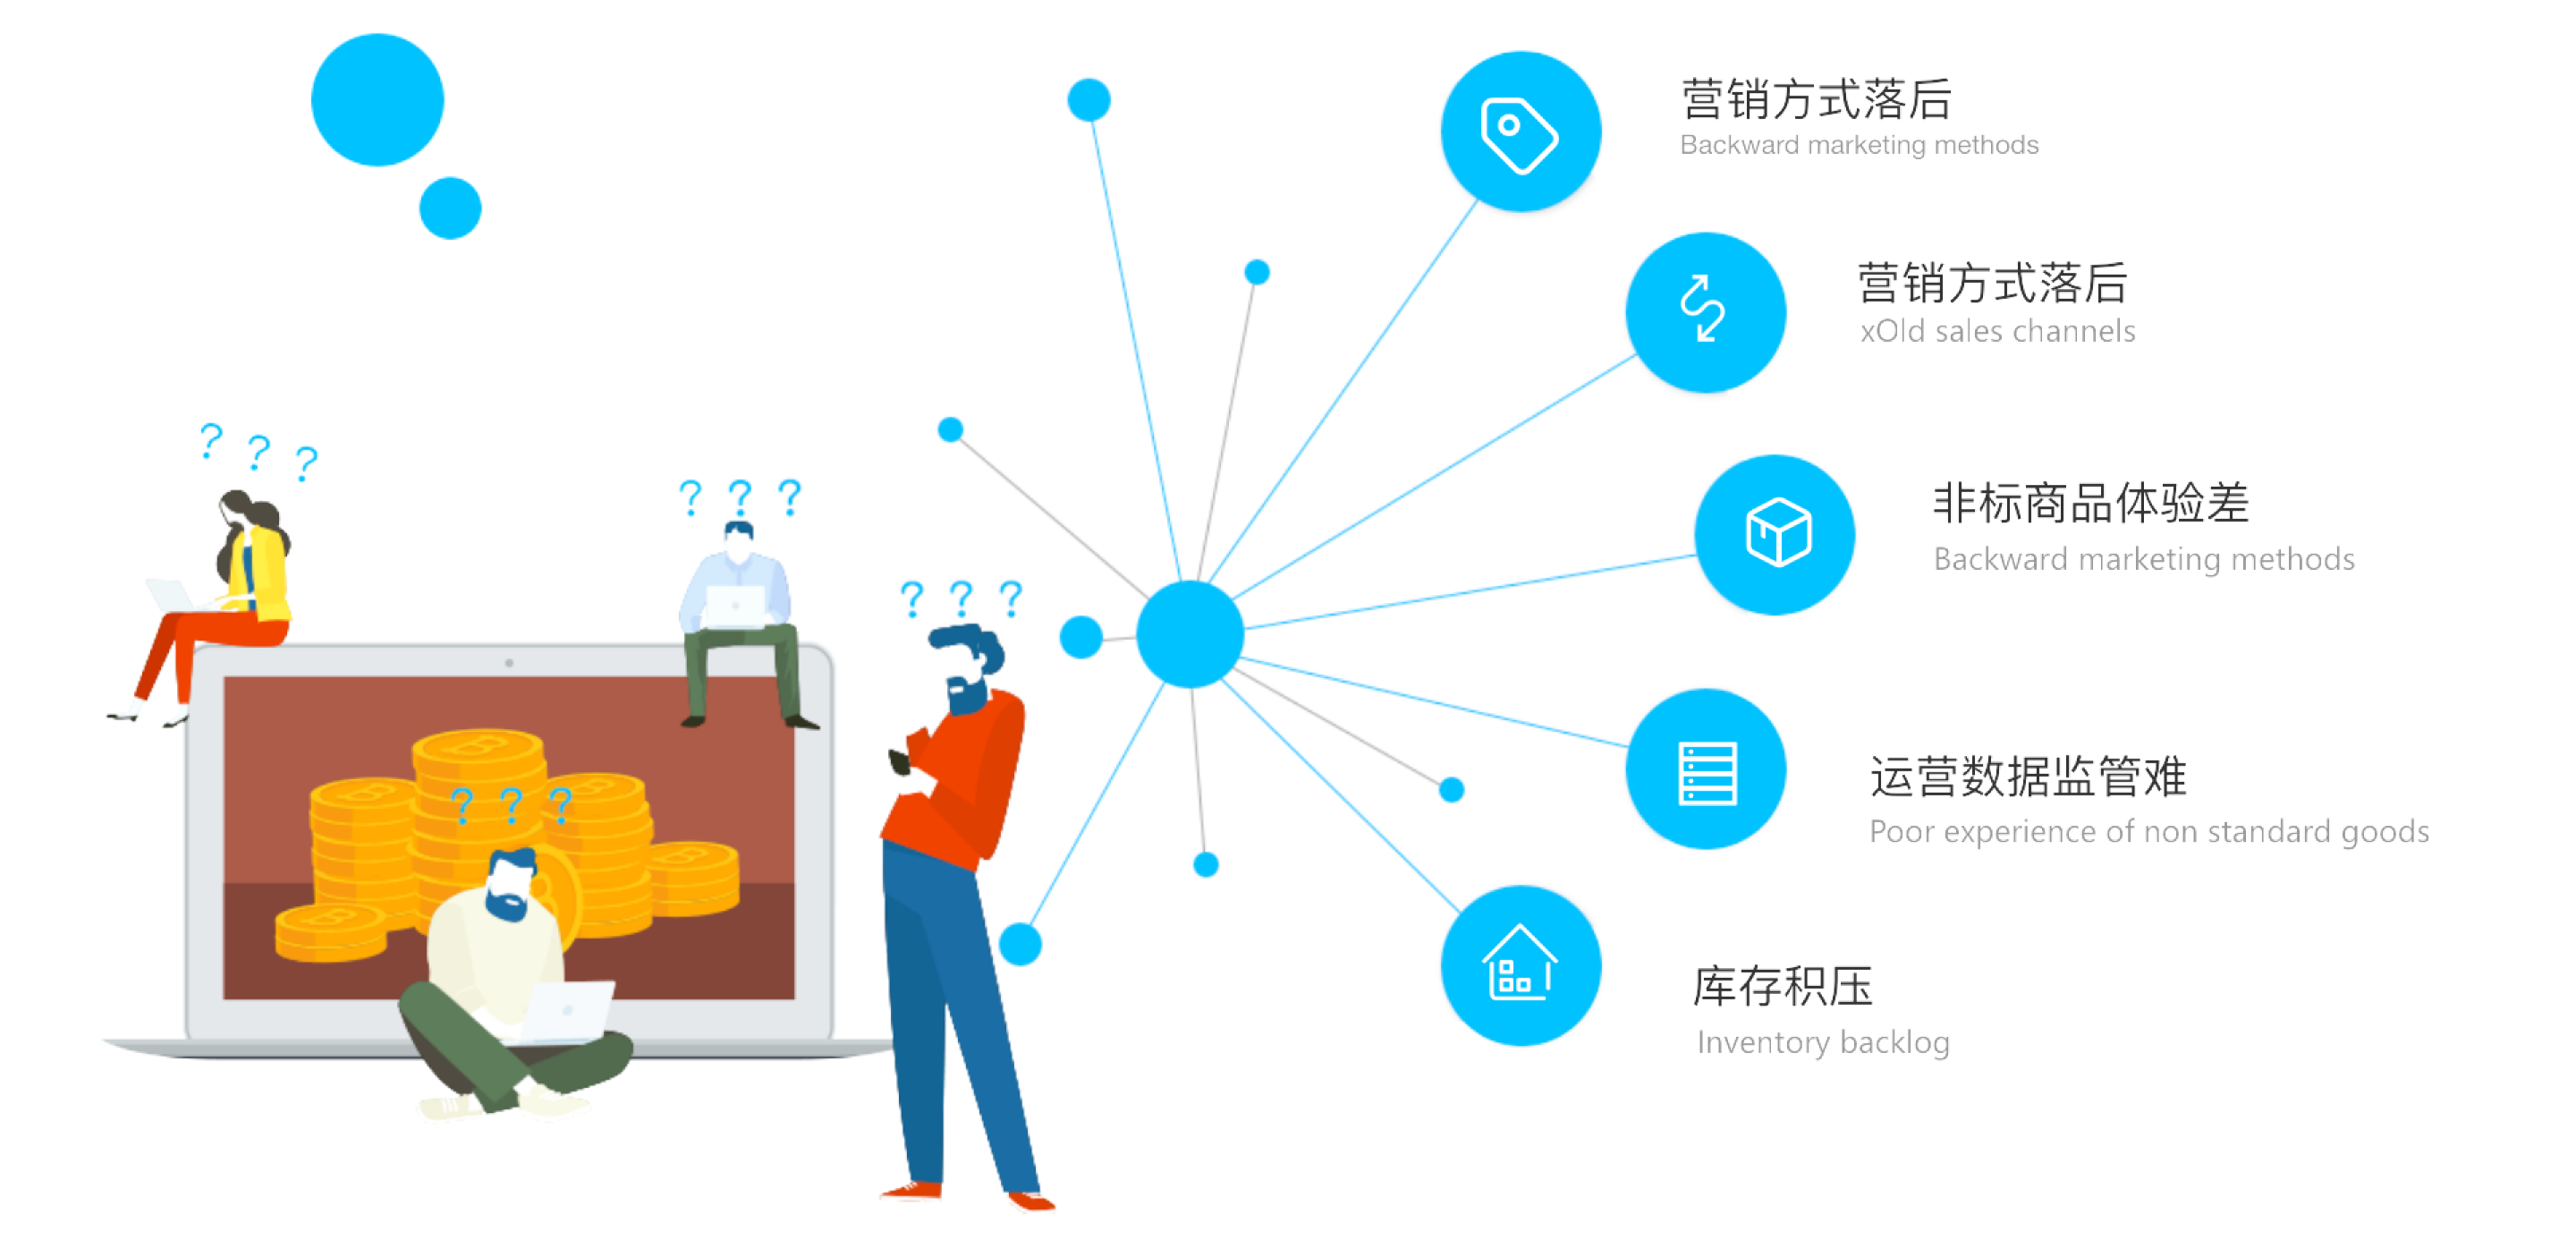 营销方式落后
Backward marketing methods
营销方式落后
xOld sales channels
? ? ?
? ? ?
非标商品体验差
Backward marketing methods
? ? ?
运营数据监管难
Poor experience of non standard goods
? ? ?
库存积压
Inventory backlog